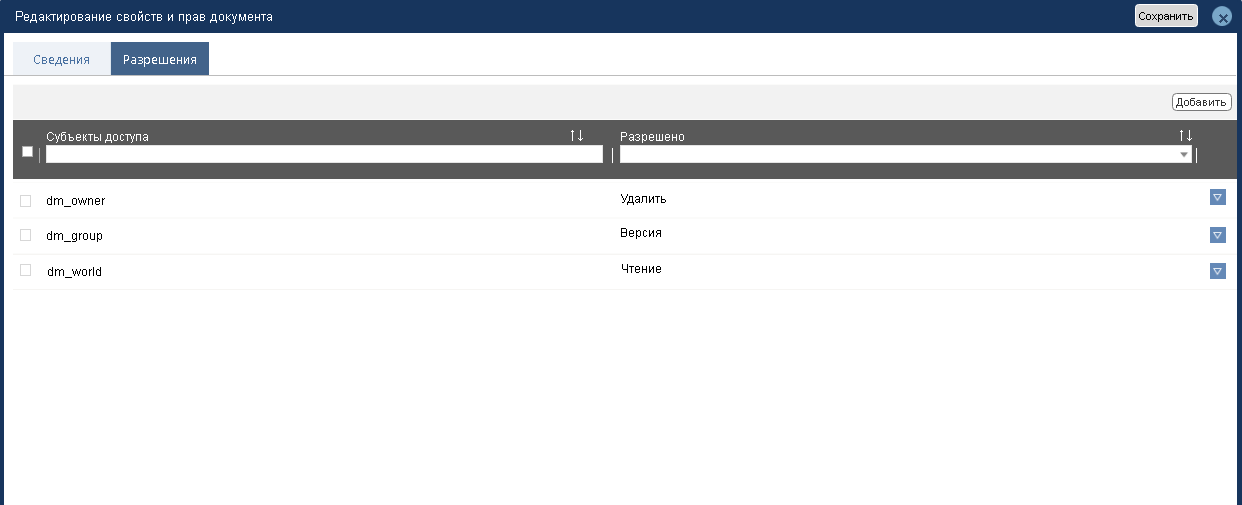 Редактирование свойств и прав документа
Сохранить
Сведения
Разрешения
Добавить
Субъекты доступа
Разрешено
dm_owner
Удалить
dm_group
Версия
dm_world
Чтение